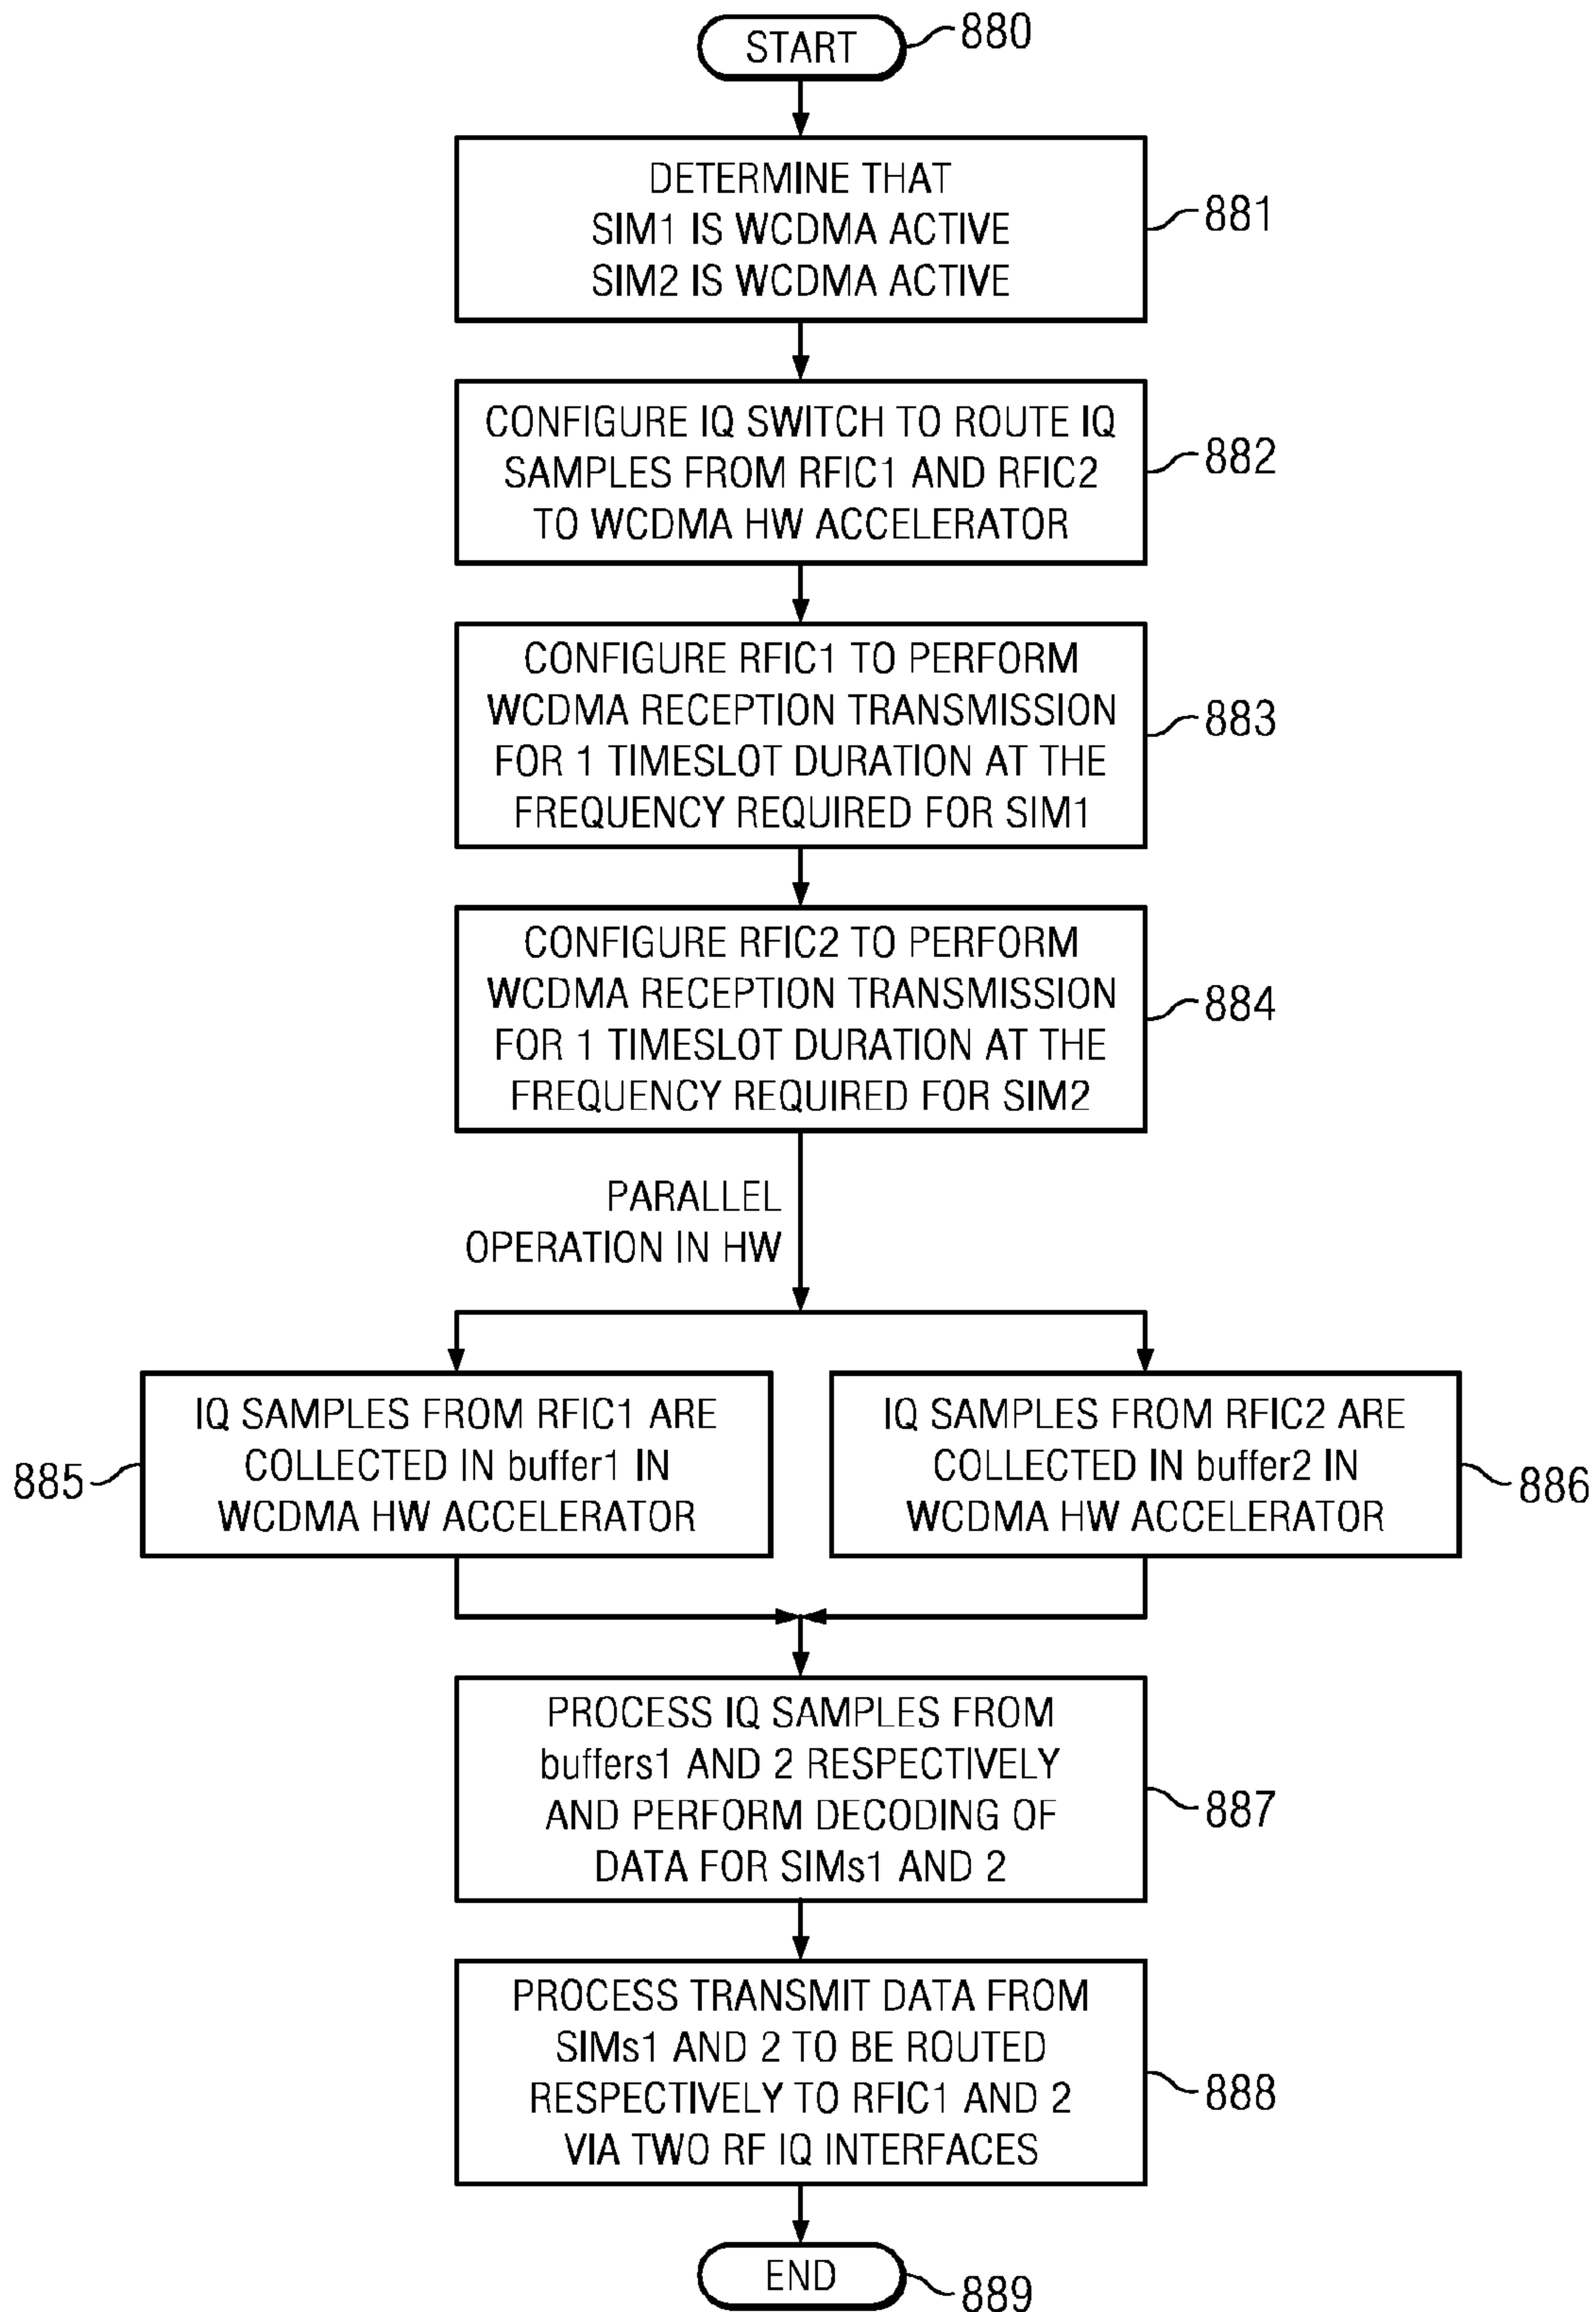 START
880
DETERMINE THAT
SIM1 IS WCDMA ACTIVE
SIM2 IS WCDMA ACTIVE
881
CONFIGURE IQ SWITCH TO ROUTE IQ
SAMPLES FROM RFIC1 AND RFIC2
TO WCDMA HW ACCELERATOR
882
CONFIGURE RFIC1 TO PERFORM
WCDMA RECEPTION TRANSMISSION
FOR 1 TIMESLOT DURATION AT THE
FREQUENCY REQUIRED FOR SIM1
883
CONFIGURE RFIC2 TO PERFORM
WCDMA RECEPTION TRANSMISSION
FOR 1 TIMESLOT DURATION AT THE
FREQUENCY REQUIRED FOR SIM2
884
PARALLEL
OPERATION IN HW
IQ SAMPLES FROM RFIC1 ARE
COLLECTED IN buffer1 IN
WCDMA HW ACCELERATOR
885
IQ SAMPLES FROM RFIC2 ARE
COLLECTED IN buffer2 IN
WCDMA HW ACCELERATOR
886
PROCESS IQ SAMPLES FROM
buffers1 AND 2 RESPECTIVELY
AND PERFORM DECODING OF
DATA FOR SIMs1 AND 2
887
PROCESS TRANSMIT DATA FROM
SIMs1 AND 2 TO BE ROUTED
RESPECTIVELY TO RFIC1 AND 2
VIA TWO RF IQ INTERFACES
888
END
889